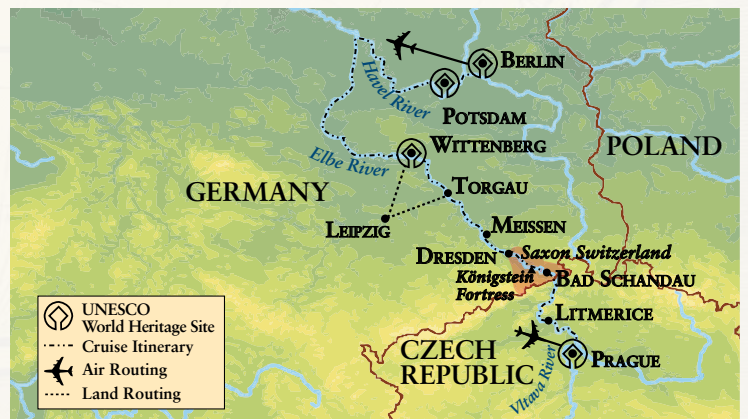 BERLIN
Havel River
POTSDAM
WITTENBERG
POLAND
Elbe River
GERMANY
TORGAU
LEIPZIG
MEISSEN
DRESDEN
Saxon Switzerland
Königstein
Fortress
BAD SCHANDAU
LITMERICE
CZECH
REPUBLIC
PRAGUE
Vltava River
UNESCO
World Heritage Site
Cruise Itinerary
Air Routing
Land Routing